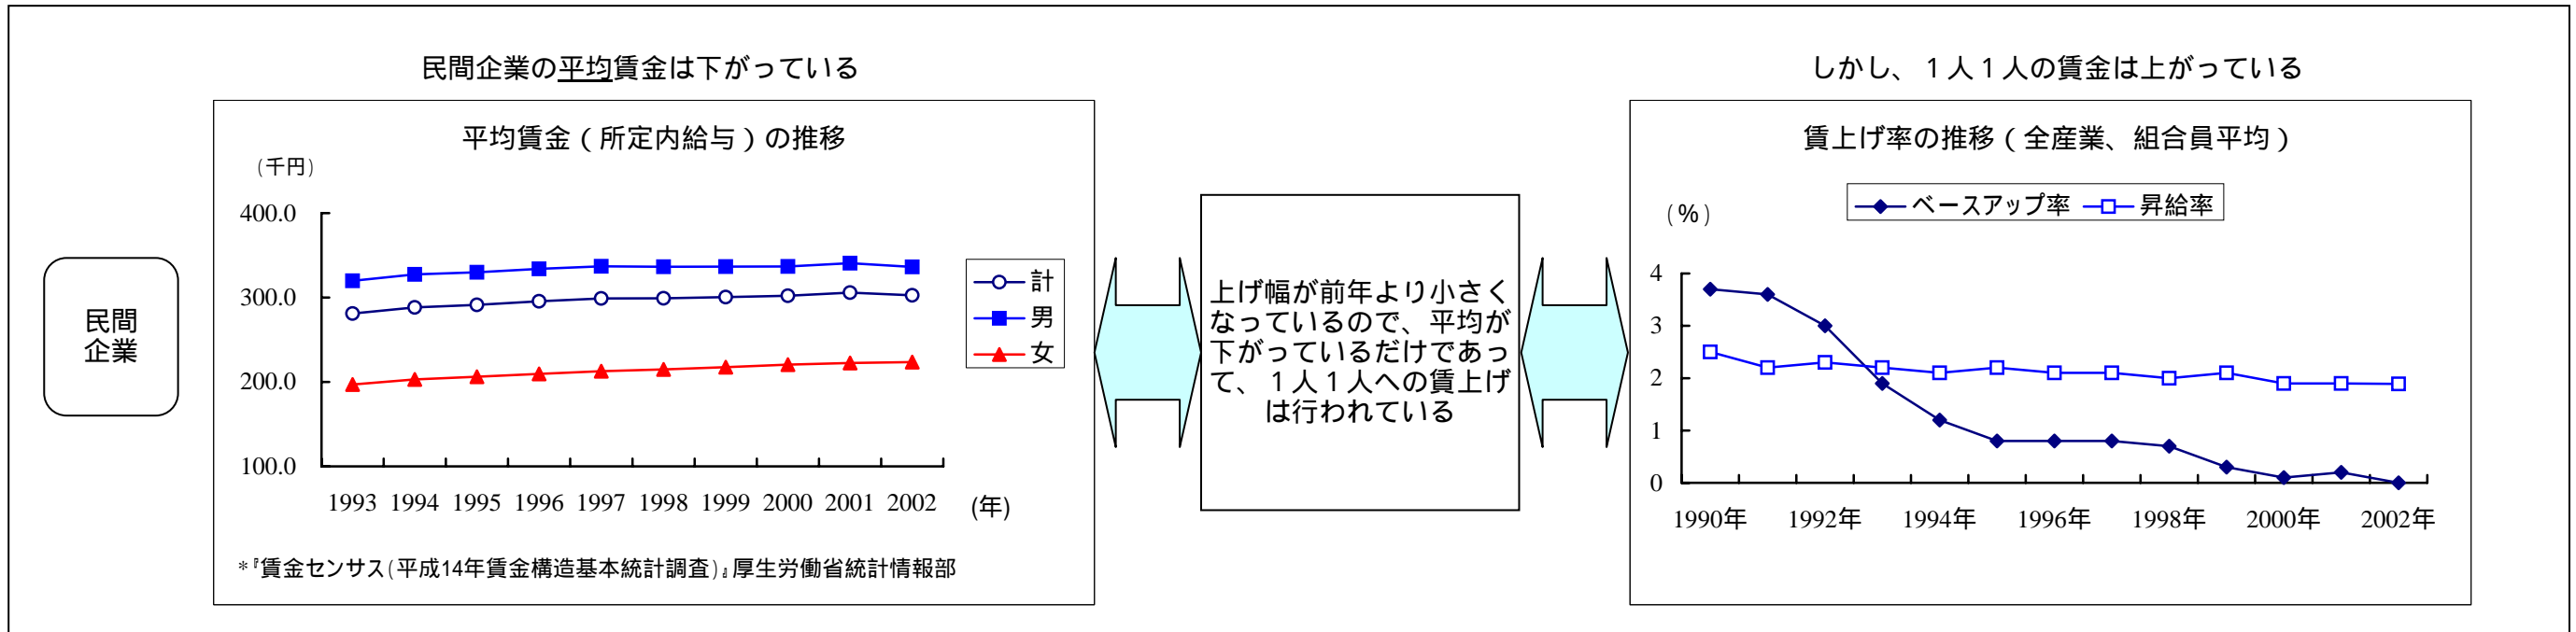 民間企業の平均賃金は下がっている
しかし、1人1人の賃金は上がっている
民間
企業
平均賃金(所定内給与)の推移
(千円)
400.0
300.0
200.0
100.0
1993 1994 1995 1996 1997 1998 1999 2000 2001 2002 (年)
計
男
女
*『賃金センサス(平成14年賃金構造基本統計調査)』厚生労働省統計情報部
上げ幅が前年より小さく
なっているので、平均が
下がっているだけであっ
て、1人1人への賃上げ
は行われている
賃上げ率の推移(全産業、組合員平均)
ベースアップ率 昇給率
(%)
4
3
2
1
0
1990年 1992年 1994年 1996年 1998年 2000年 2002年